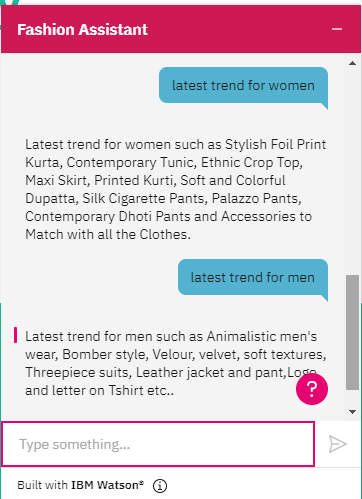 Fashion Assistant
latest trend for women
Latest trend for women such as Stylish Foil Print
Kurta, Contemporary Tunic, Ethnic Crop Top,
Maxi Skirt, Printed Kurti, Soft and Colorful
Dupatta, Silk Cigarette Pants, Palazzo Pants,
Contemporary Dhoti Pants and Accessories to
Match with all the Clothes.
latest trend for men
Latest trend for men such as Animalistic men's
wear, Bomber style, Velour, velvet, soft textures,
Threepiece suits, Leather jacket and pant,Logo
and letter on Tshirt etc..
?
Type something...
Built with IBM Watson®